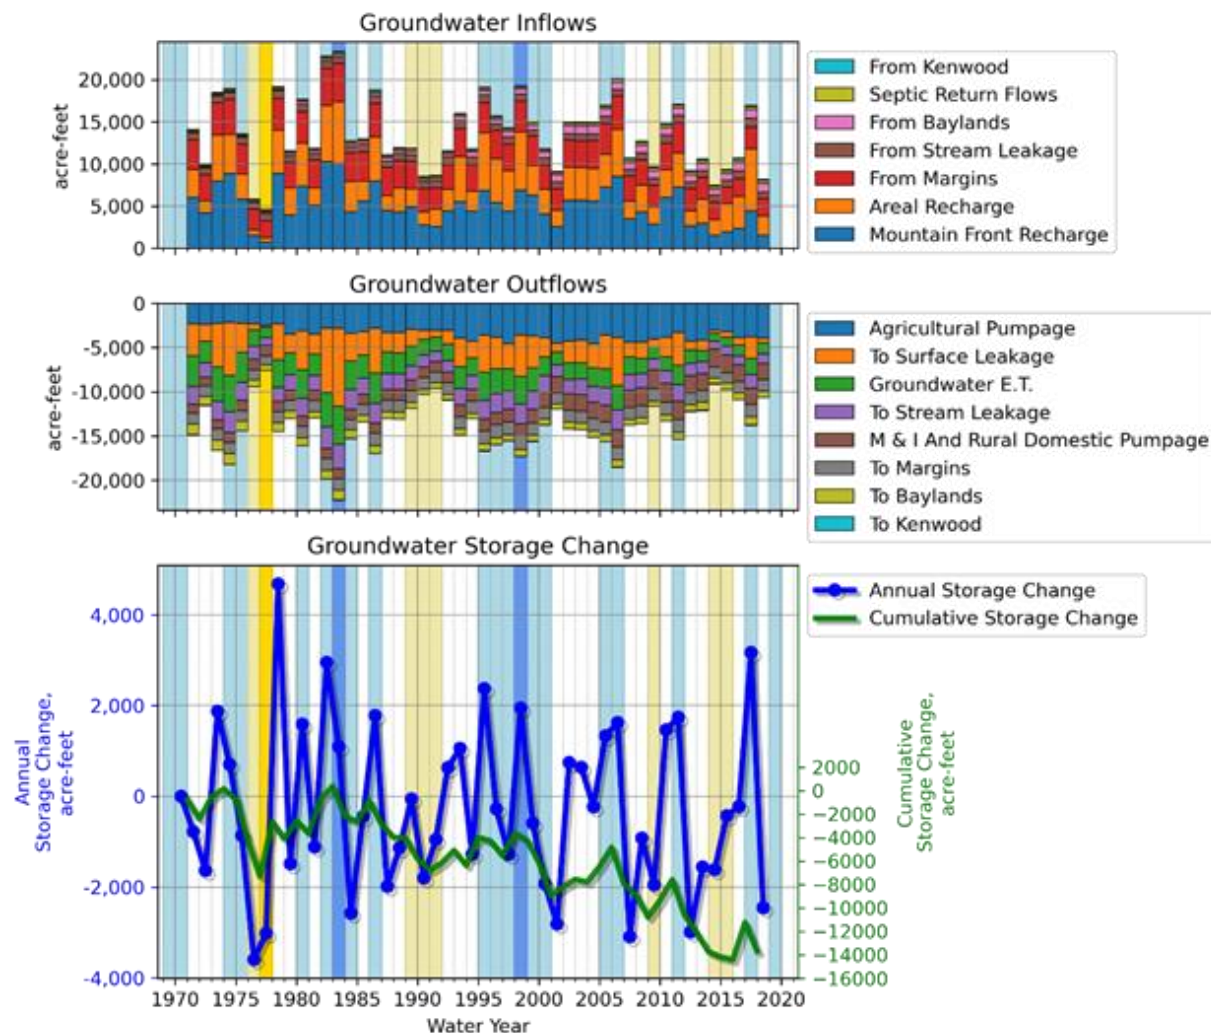 Groundwater Inflows
20,000
15,000
10,000
5,000
0
acre-feet
From Kenwood
Septic Return Flows
From Baylands
From Stream Leakage
From Margins
Areal Recharge
Mountain Front Recharge
Groundwater Outflows
0
-5,000
-10,000
-15,000
-20,000
acre-feet
Agricultural Pumpage
To Surface Leakage
Groundwater E.T.
To Stream Leakage
M & I And Rural Domestic Pumpage
To Margins
To Baylands
To Kenwood
Groundwater Storage Change
4,000
2,000
0
-2,000
-4,000
Annual
Storage Change,
acre-feet
Annual Storage Change
Cumulative Storage Change
2000
0
−2000
−4000
−6000
−8000
−10000
−12000
−14000
−16000
Cumulative
Storage Change,
acre-feet
1970 1975 1980 1985 1990 1995 2000 2005 2010 2015 2020
Water Year